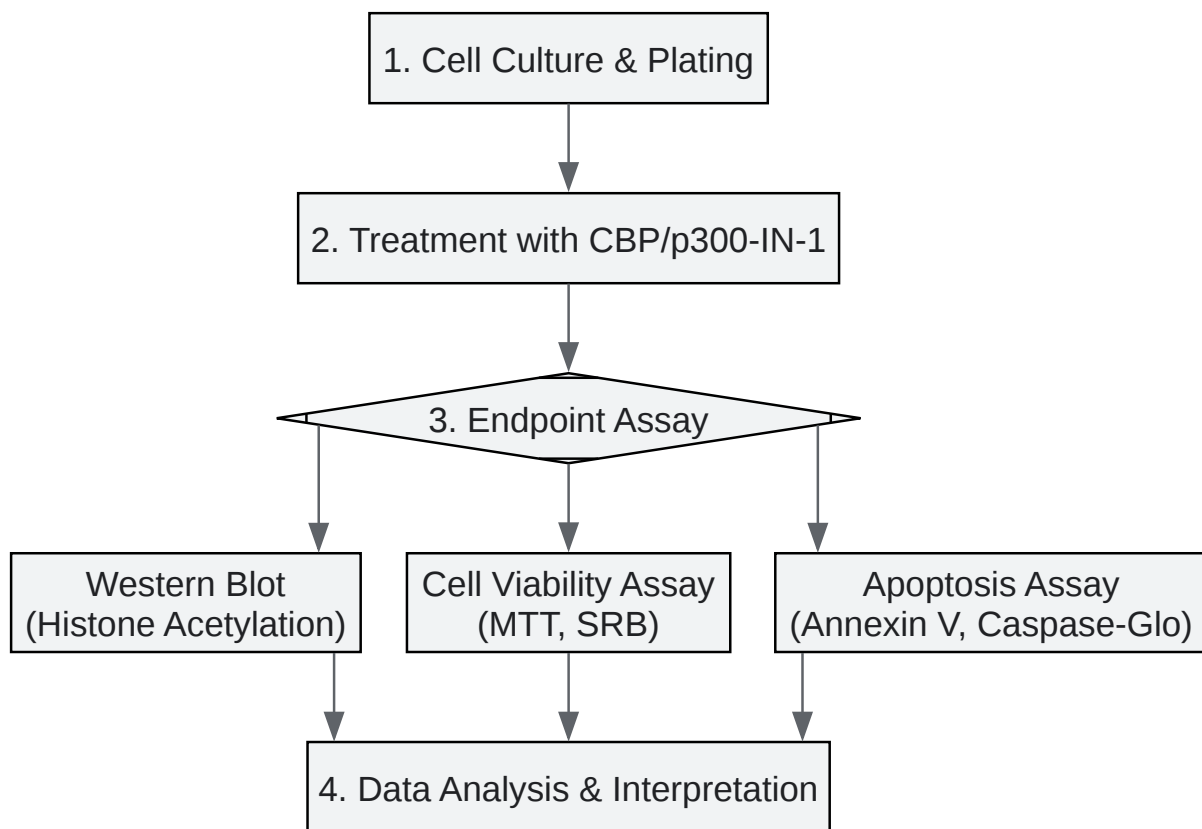 1. Cell Culture & Plating
2. Treatment with CBP/p300-IN-1
3. Endpoint Assay
Western Blot
(Histone Acetylation)
Cell Viability Assay
(MTT, SRB)
Apoptosis Assay
(Annexin V, Caspase-Glo)
4. Data Analysis & Interpretation